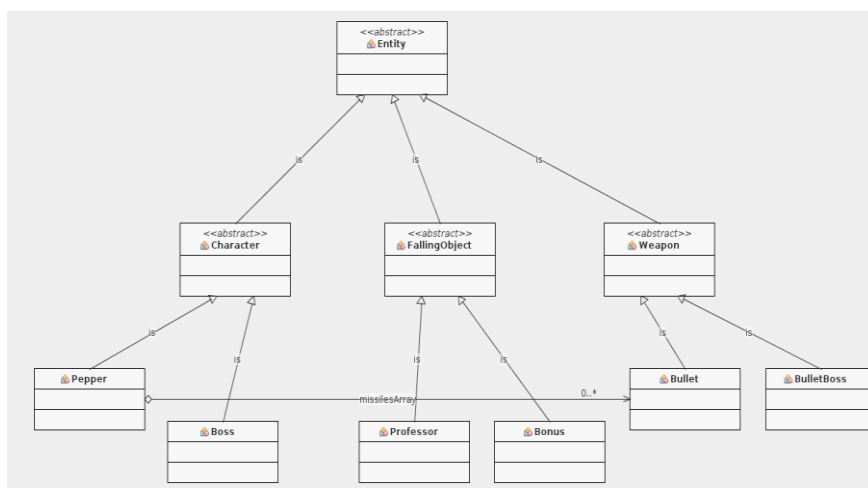 <<abstract>>
Entity
is
is
is
<<abstract>>
Character
<<abstract>>
FallingObject
<<abstract>>
Weapon
is
is
is
is
is
is
Pepper
Bullet
BulletBoss
missilesArray
0..*
Boss
Professor
Bonus